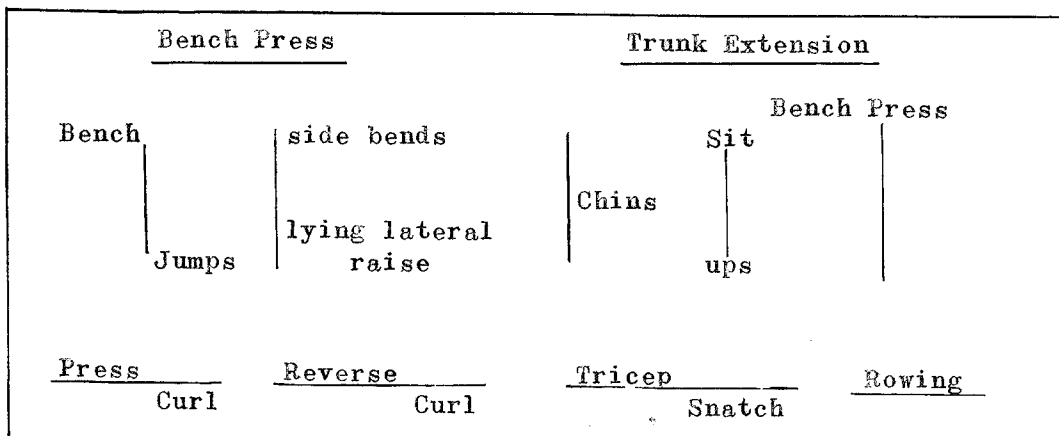 Bench Press
Trunk Extension
Bench Press
Bench
side bends
Sit
Chins
lying lateral
raise
Jumps
ups
Press
Reverse
Tricep
Rowing
Curl
Curl
Snatch